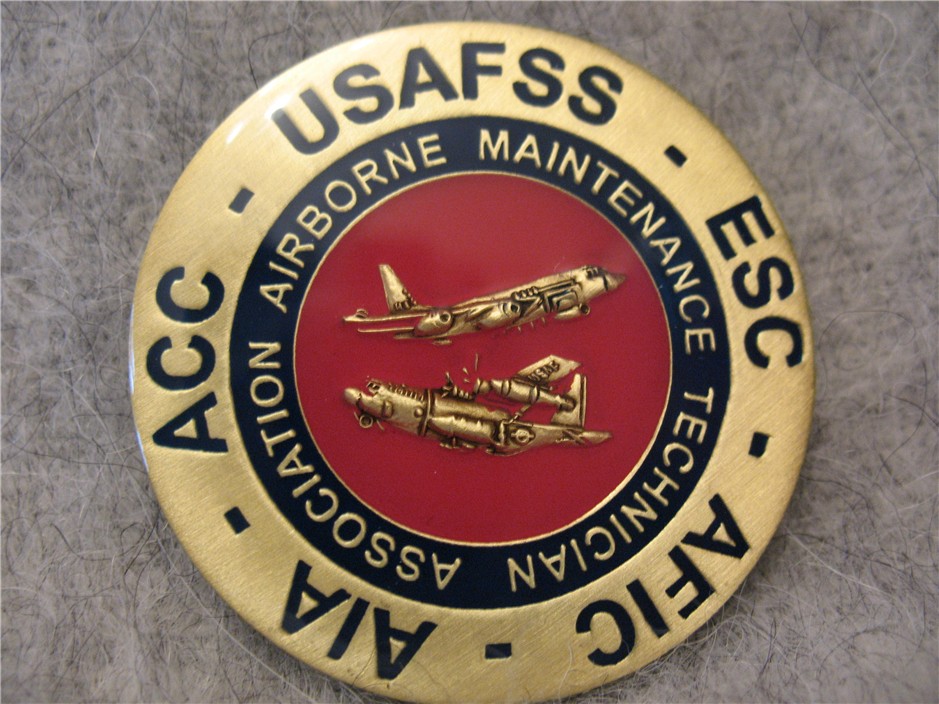 USAFSS - ESC - AFIC - AIA - ACC -
AIRBORNE MAINTENANCE TECHNICIAN ASSOCIATION